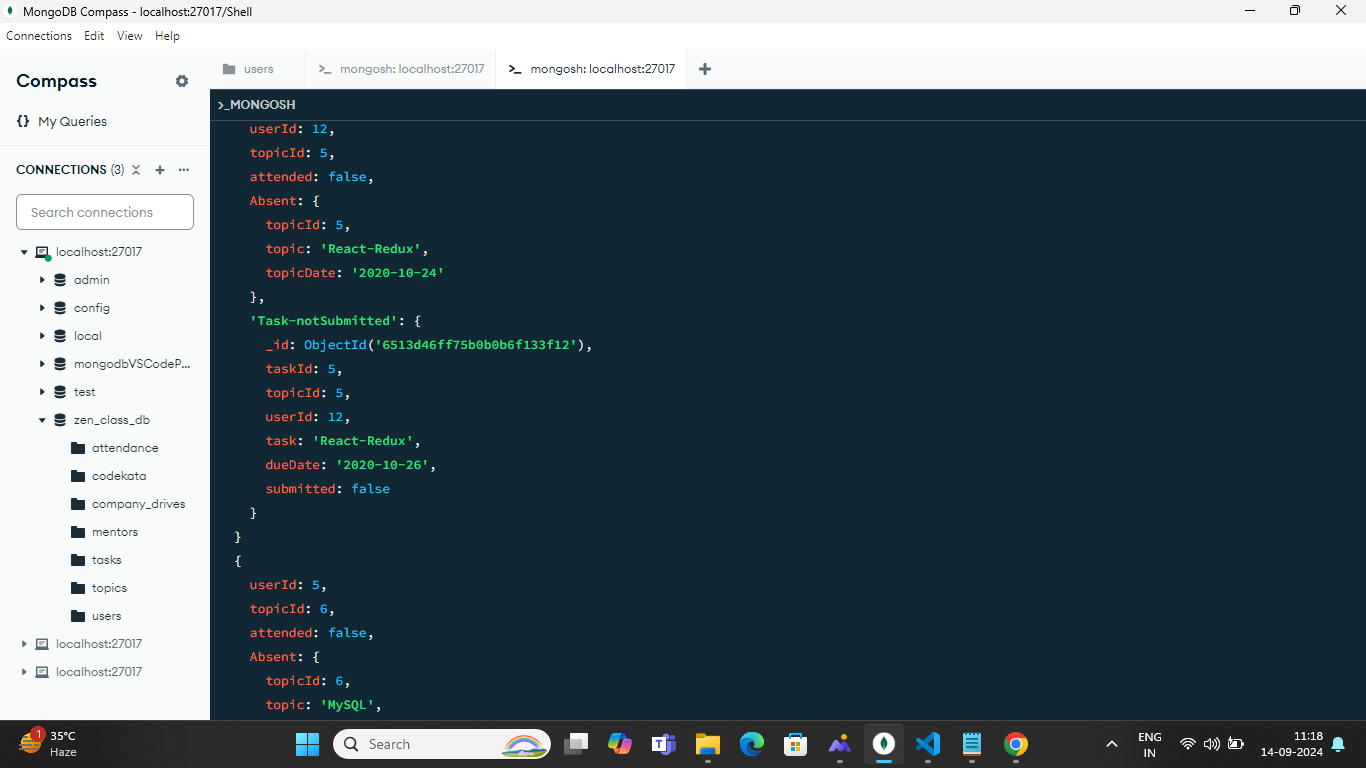 MongoDB Compass - localhost:27017/Shell
Connections Edit View Help
Compass
My Queries
CONNECTIONS (3)
Search connections
localhost:27017
admin
config
local
mongodbVSCodeP...
test
zen_class_db
attendance
codekata
company_drives
mentors
tasks
topics
users
localhost:27017
localhost:27017
users >_ mongosh: localhost:27017 >_ mongosh: localhost:27017 +
>_MONGOSH
userId: 12,
topicId: 5,
attended: false,
Absent: {
topicId: 5,
topic: 'React-Redux',
topicDate: '2020-10-24'
},
'Task-notSubmitted': {
_id: ObjectId('6513d46ff75b0b0b6f133f12'),
taskId: 5,
topicId: 5,
userId: 12,
task: 'React-Redux',
dueDate: '2020-10-26',
submitted: false
}
}
{
userId: 5,
topicId: 6,
attended: false,
Absent: {
topicId: 6,
topic: 'MySQL',
1
35°C
Haze
Search
ENG
IN
11:18
14-09-2024